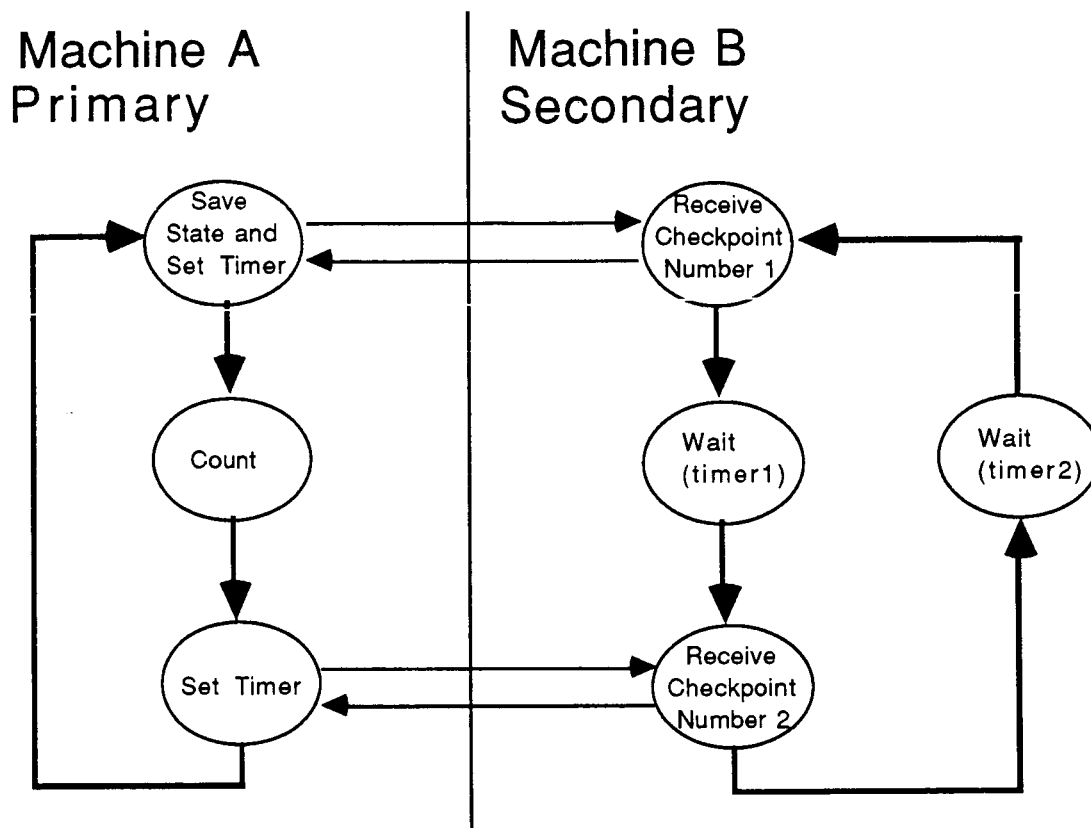 Machine A
Primary
Machine B
Secondary
Save
State and
Set Timer
Receive
Checkpoint
Number 1
Count
Wait
(timer1)
Wait
(timer2)
Set Timer
Receive
Checkpoint
Number 2